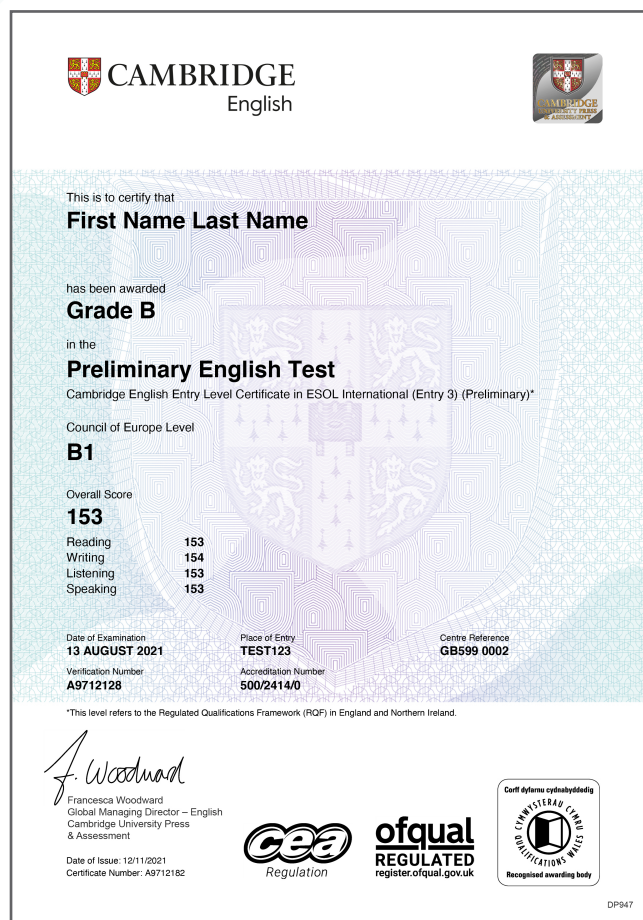 CAMBRIDGE
English
CAMBRIDGE
UNIVERSITY PRESS
& ASSESSMENT
This is to certify that
First Name Last Name
has been awarded
Grade B
in the
Preliminary English Test
Cambridge English Entry Level Certificate in ESOL International (Entry 3) (Preliminary)*
Council of Europe Level
B1
Overall Score
153
Reading 153
Writing 154
Listening 153
Speaking 153
Date of Examination Place of Entry Centre Reference
13 AUGUST 2021 TEST123 GB599 0002
Verification Number Accreditation Number
A9712128 500/2414/0
*This level refers to the Regulated Qualifications Framework (RQF) in England and Northern Ireland.
F. Woodward
Francesca Woodward
Global Managing Director – English
Cambridge University Press
& Assessment
Date of Issue: 12/11/2021
Certificate Number: A9712182
cea
Regulation
ofqual
REGULATED
register.ofqual.gov.uk
Corff dyfarnu cydnabyddedig
CYMWYSTERAU CYMRU
QUALIFICATIONS WALES
Recognised awarding body
DP947